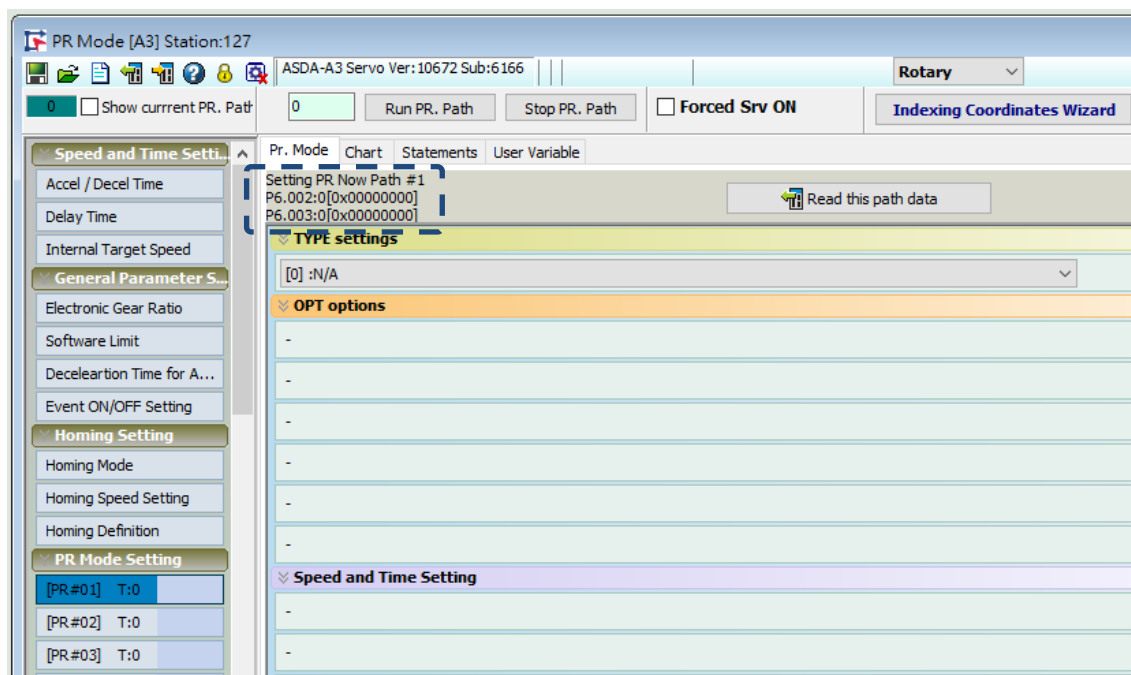 PR Mode [A3] Station:127
ASDA-A3 Servo Ver:10672 Sub:6166
Rotary
0 Show currrent PR. Path
0 Run PR. Path Stop PR. Path Forced Srv ON Indexing Coordinates Wizard
Speed and Time Setti...
Accel / Decel Time
Delay Time
Internal Target Speed
General Parameter S...
Electronic Gear Ratio
Software Limit
Deceleartion Time for A...
Event ON/OFF Setting
Homing Setting
Homing Mode
Homing Speed Setting
Homing Definition
PR Mode Setting
[PR#01] T:0
[PR#02] T:0
[PR#03] T:0
Pr. Mode Chart Statements User Variable
Setting PR Now Path #1
P6.002:0[0x00000000]
P6.003:0[0x00000000]
Read this path data
TYPE settings
[0] :N/A
OPT options
-
-
-
-
-
-
Speed and Time Setting
-
-